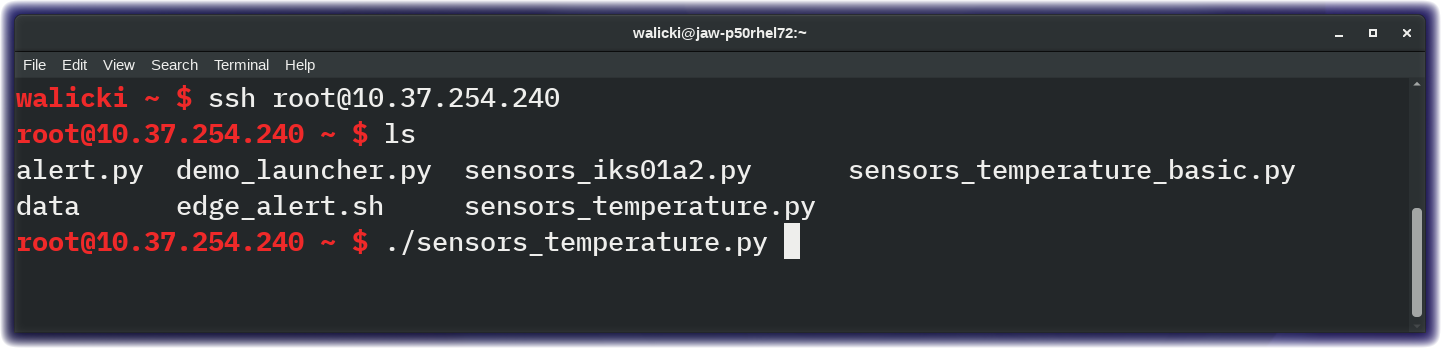 walicki@jaw-p50rhel72:~
File Edit View Search Terminal Help
walicki ~ $ ssh root@10.37.254.240
root@10.37.254.240 ~ $ ls
alert.py  demo_launcher.py  sensors_iks01a2.py      sensors_temperature_basic.py
data      edge_alert.sh     sensors_temperature.py
root@10.37.254.240 ~ $ ./sensors_temperature.py